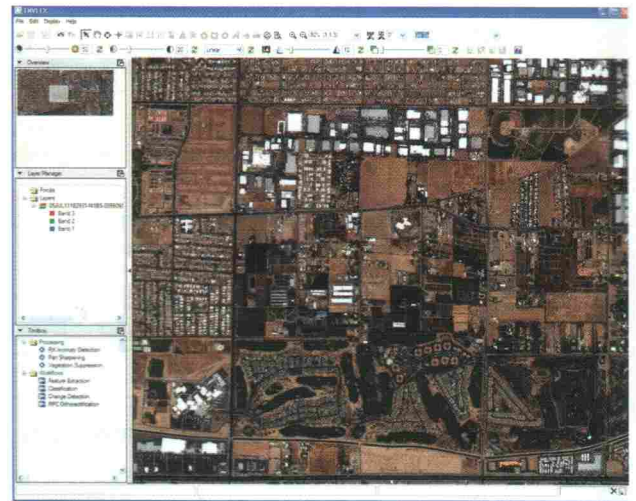 ENVI EX
File Edit Display Help
Overview
Layer Manager
Layers
Band 3
Band 2
Band 1
Toolbox
Processing
RX Anomaly Detection
Pan Sharpening
Vegetation Suppression
Workflows
Feature Extraction
Classification
Change Detection
RPC Orthorectification